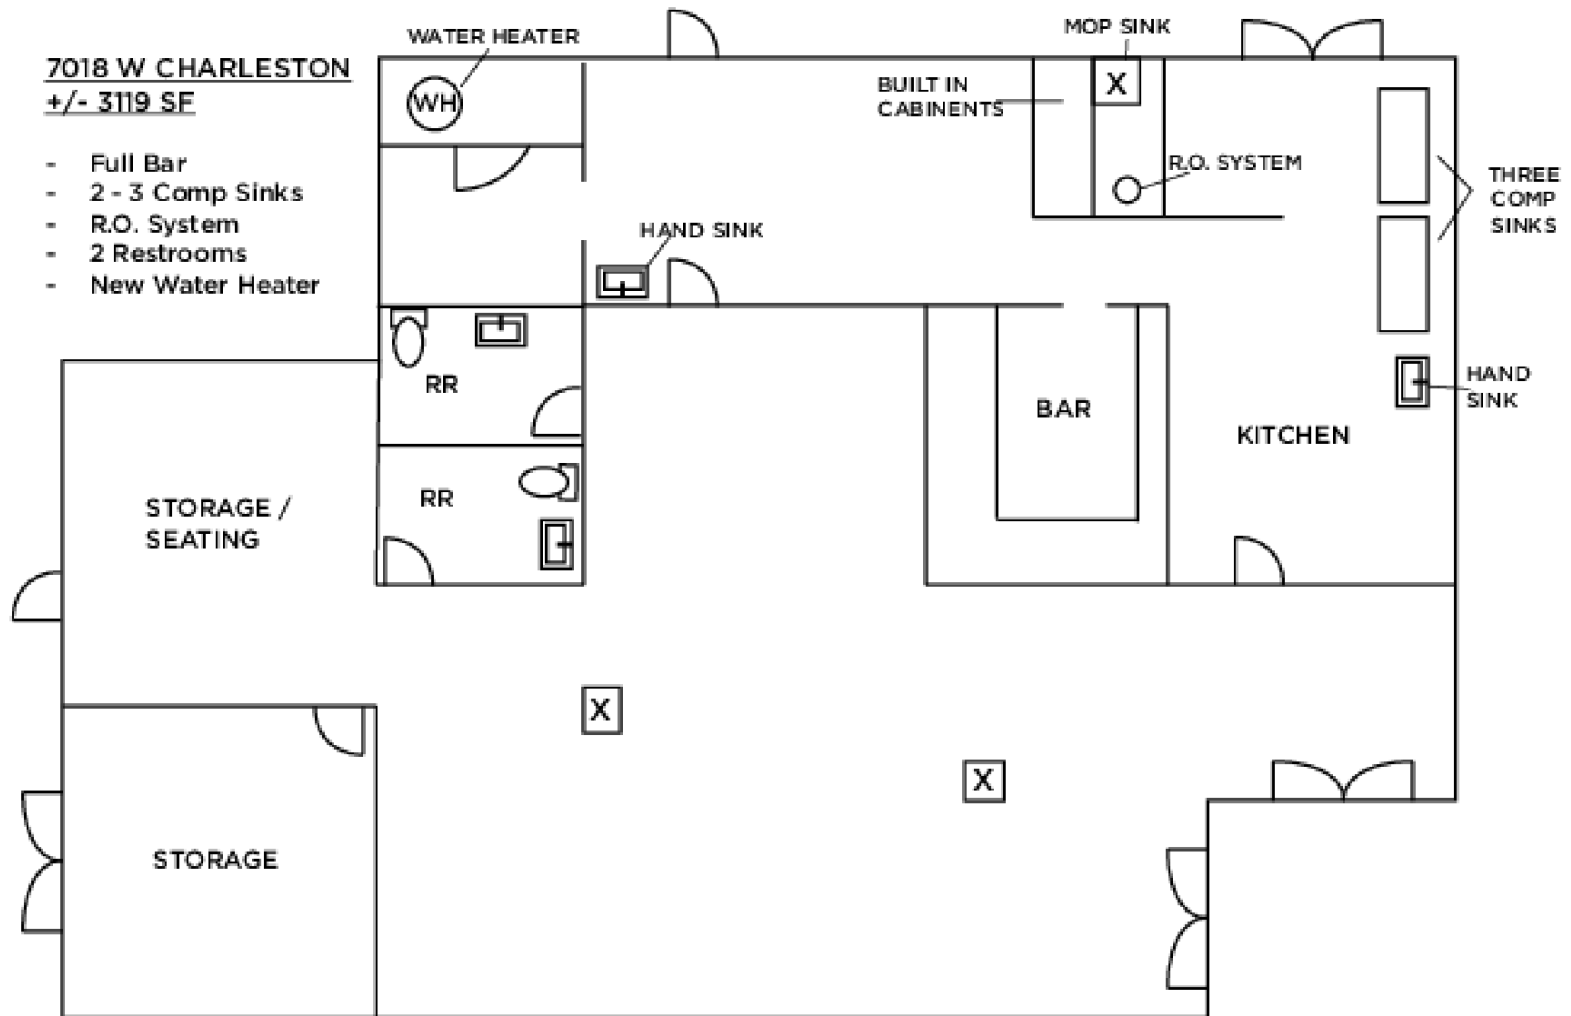 7018 W CHARLESTON
+/- 3119 SF
- Full Bar
- 2 - 3 Comp Sinks
- R.O. System
- 2 Restrooms
- New Water Heater
WATER HEATER
WH
MOP SINK
X
BUILT IN
CABINENTS
R.O. SYSTEM
THREE
COMP
SINKS
HAND SINK
RR
HAND
SINK
BAR
KITCHEN
RR
STORAGE /
SEATING
X
X
STORAGE